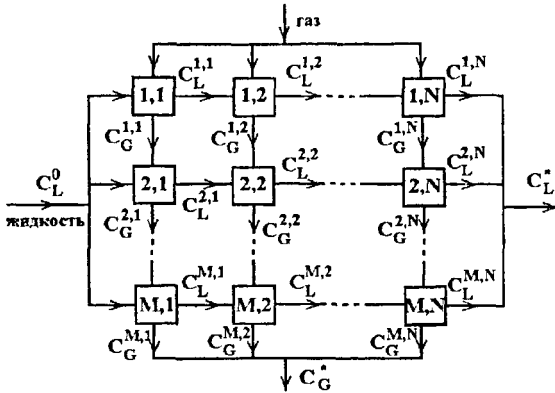 газ
C_L^{1,1} C_L^{1,2} C_L^{1,N}
1,1 1,2 1,N
C_G^{1,1} C_G^{1,2} C_G^{1,N}
C_L^{2,2} C_L^{2,N}
C_L^0 2,1 2,2 2,N C_L^*
жидкость C_G^{2,1} C_L^{2,1} C_G^{2,2} C_G^{2,N}
C_L^{M,1} C_L^{M,2} C_L^{M,N}
M,1 M,2 M,N
C_G^{M,1} C_G^{M,2} C_G^{M,N}
C_G^*